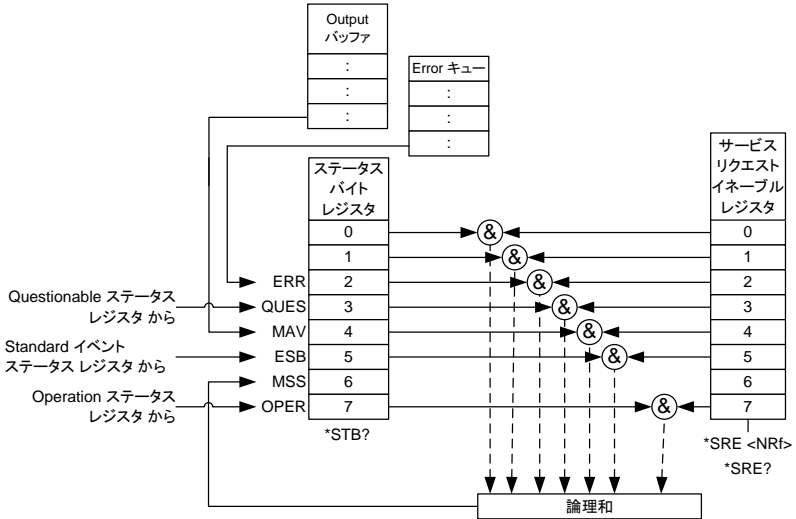 Output
バッファ
:
:
:
Error キュー
:
:
:
ステータス
バイト
レジスタ
0
1
2
3
4
5
6
7
*STB?
ERR
QUES
MAV
ESB
MSS
OPER
Questionable ステータス
レジスタ から
Standard イベント
ステータス レジスタ から
Operation ステータス
レジスタ から
&
&
&
&
&
&
&
サービス
リクエスト
イネーブル
レジスタ
0
1
2
3
4
5
6
7
*SRE <NRf>
*SRE?
論理和